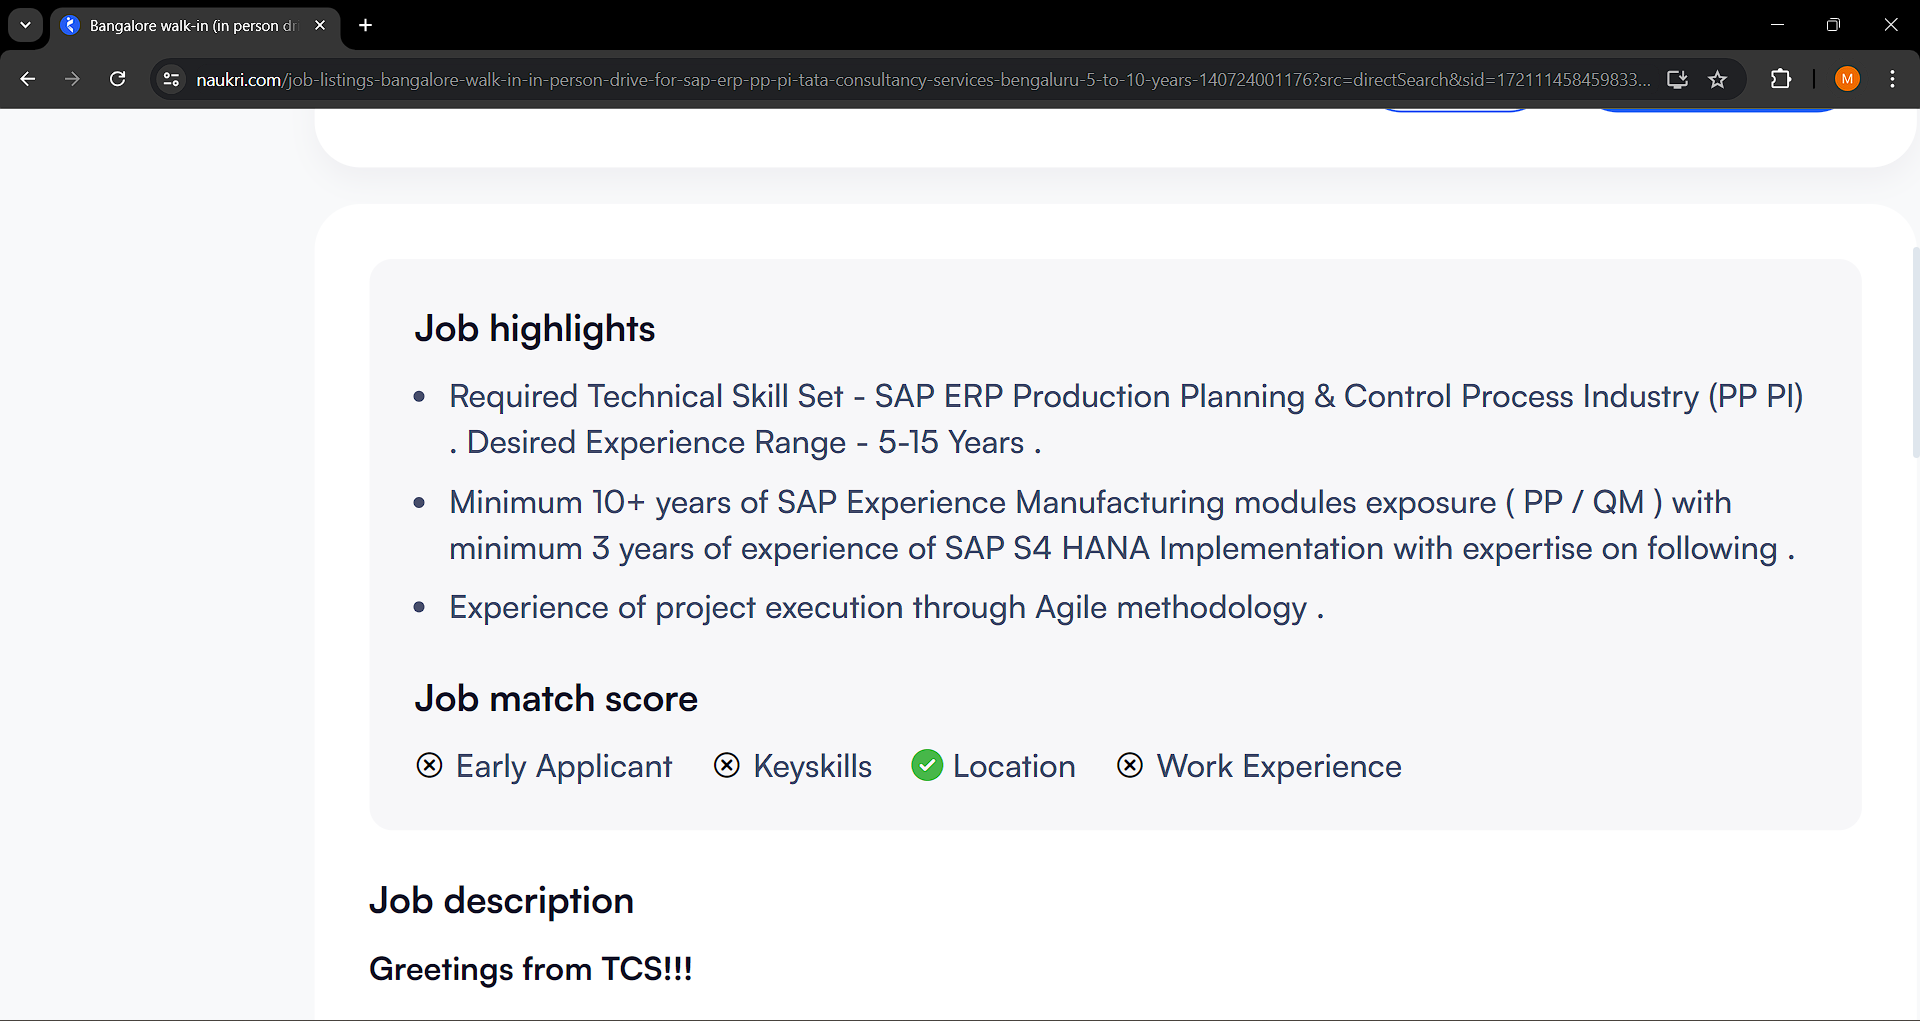 Bangalore walk-in (in person dr
naukri.com/job-listings-bangalore-walk-in-in-person-drive-for-sap-erp-pp-pi-tata-consultancy-services-bengaluru-5-to-10-years-140724001176?src=directSearch&sid=172111458459833...
M
Job highlights
• Required Technical Skill Set - SAP ERP Production Planning & Control Process Industry (PP PI)
. Desired Experience Range - 5-15 Years .
• Minimum 10+ years of SAP Experience Manufacturing modules exposure ( PP / QM ) with
minimum 3 years of experience of SAP S4 HANA Implementation with expertise on following .
• Experience of project execution through Agile methodology .
Job match score
Early Applicant Keyskills Location Work Experience
Job description
Greetings from TCS!!!